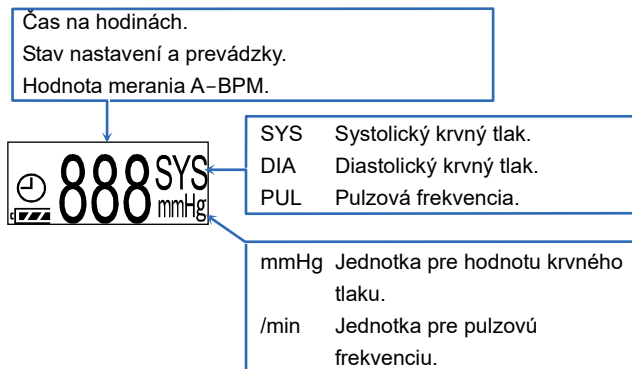 Čas na hodinách.
Stav nastavení a prevádzky.
Hodnota merania A−BPM.
SYS Systolický krvný tlak.
DIA Diastolický krvný tlak.
PUL Pulzová frekvencia.
888 SYS
mmHg
mmHg Jednotka pre hodnotu krvného
tlaku.
/min Jednotka pre pulzovú
frekvenciu.